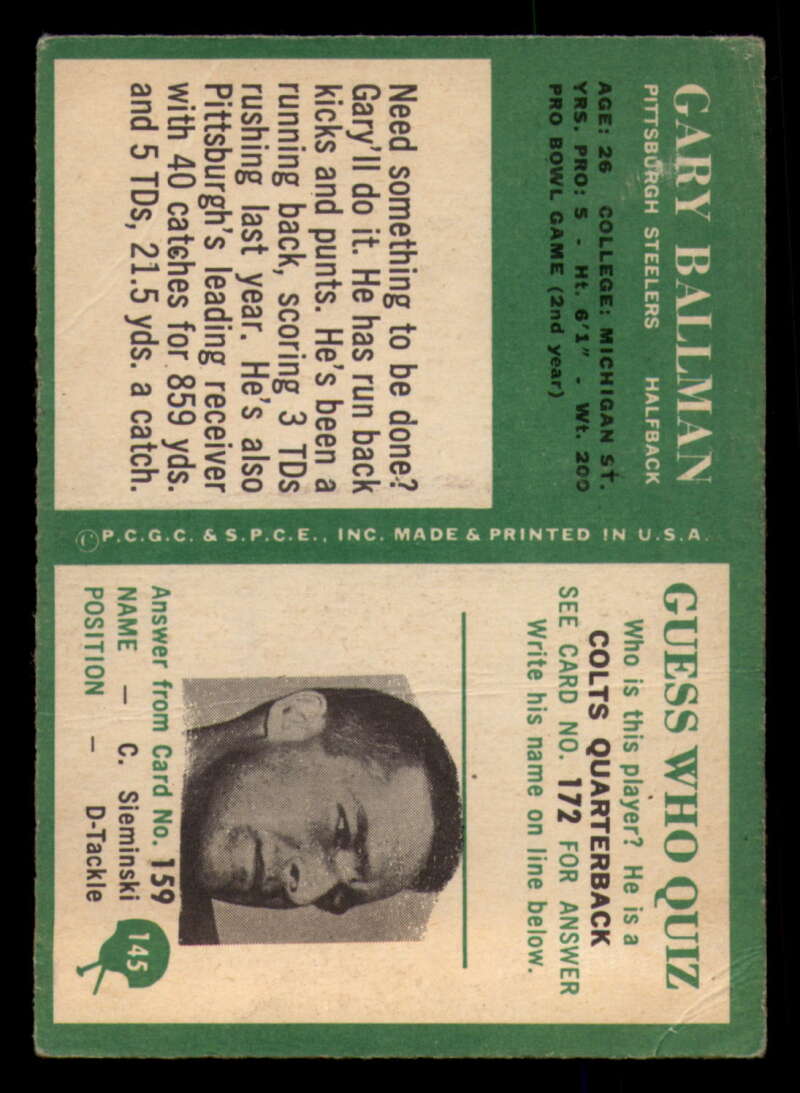 GARY BALLMAN
PITTSBURGH STEELERS HALFBACK
AGE: 26 COLLEGE: MICHIGAN ST.
YRS. PRO: 5 - Ht. 6'1" - Wt. 200
PRO BOWL GAME (2nd year)
Need something to be done?
Gary'll do it. He has run back
kicks and punts. He's been a
running back, scoring 3 TDs
rushing last year. He's also
Pittsburgh's leading receiver
with 40 catches for 859 yds.
and 5 TDs, 21.5 yds. a catch.
© P.C.G.C. & S.P.C.E., INC. MADE & PRINTED IN U.S.A.
GUESS WHO QUIZ
Who is this player? He is a
COLTS QUARTERBACK
SEE CARD NO. 172 FOR ANSWER
Write his name on line below.
Answer from Card No. 159
NAME — C. Sieminski
POSITION — D-Tackle
145